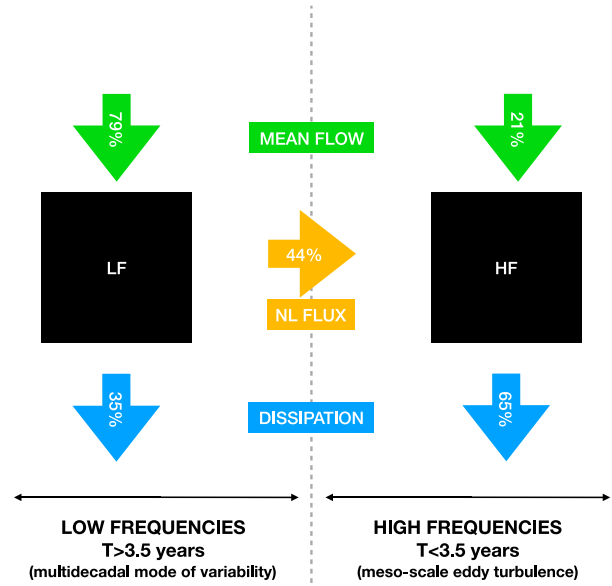 79%
21%
MEAN FLOW
LF
44%
HF
NL FLUX
35%
65%
DISSIPATION
LOW FREQUENCIES
T>3.5 years
(multidecadal mode of variability)
HIGH FREQUENCIES
T<3.5 years
(meso-scale eddy turbulence)